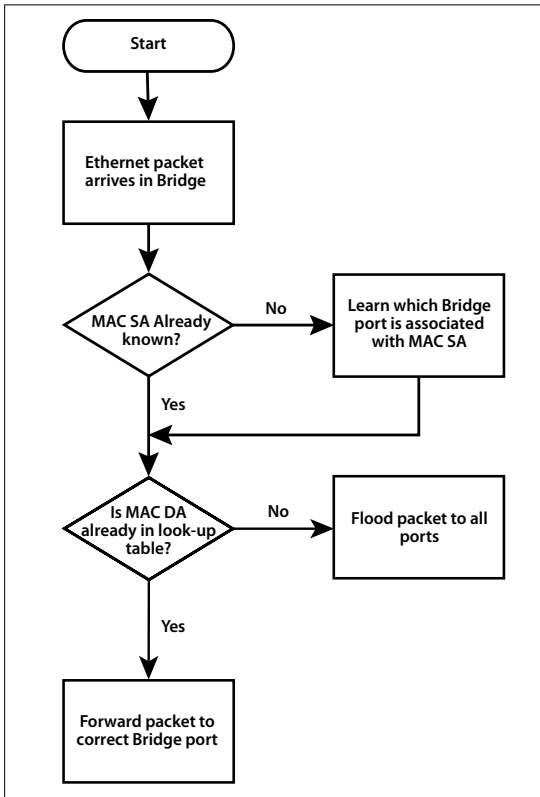 Start
Ethernet packet
arrives in Bridge
MAC SA Already
known?
No
Learn which Bridge
port is associated
with MAC SA
Yes
Is MAC DA
already in look-up
table?
No
Flood packet to all
ports
Yes
Forward packet to
correct Bridge port